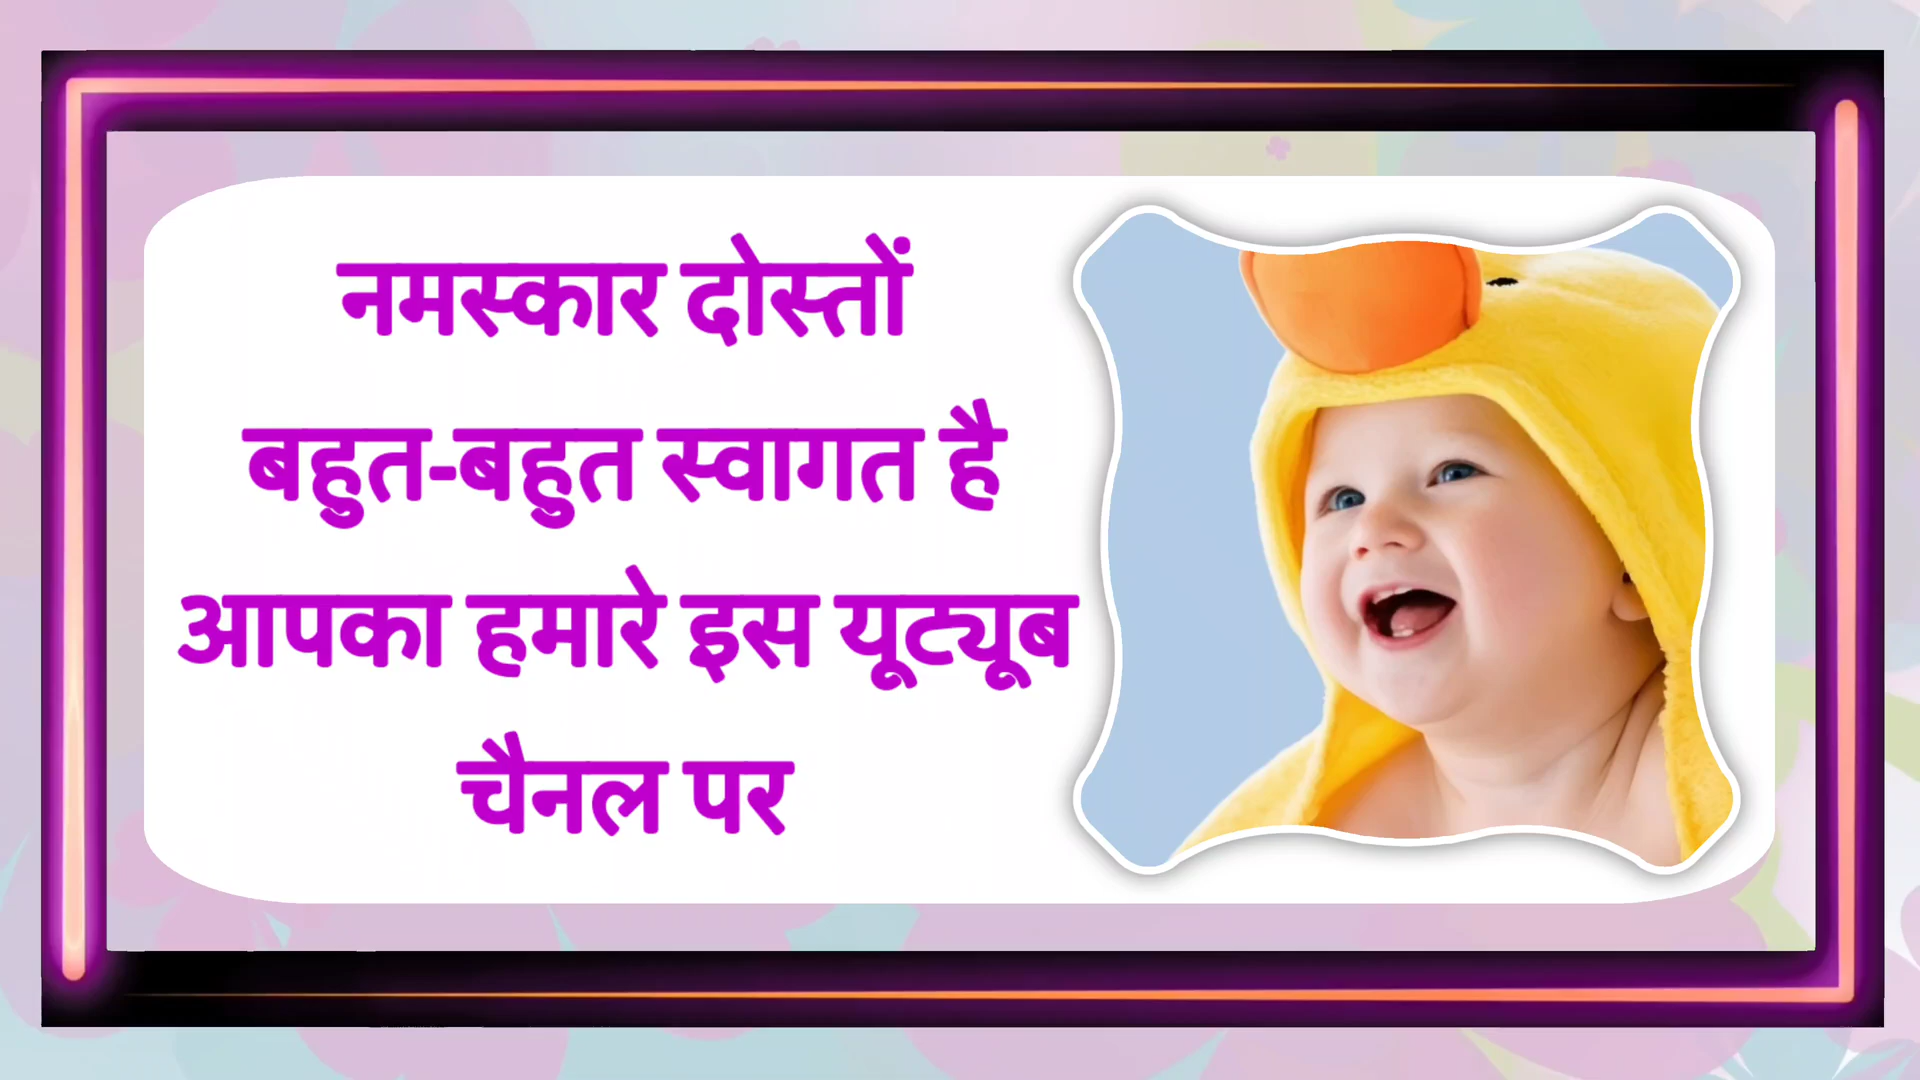 नमस्कार दोस्तों
बहुत-बहुत स्वागत है
आपका हमारे इस यूट्यूब
चैनल पर